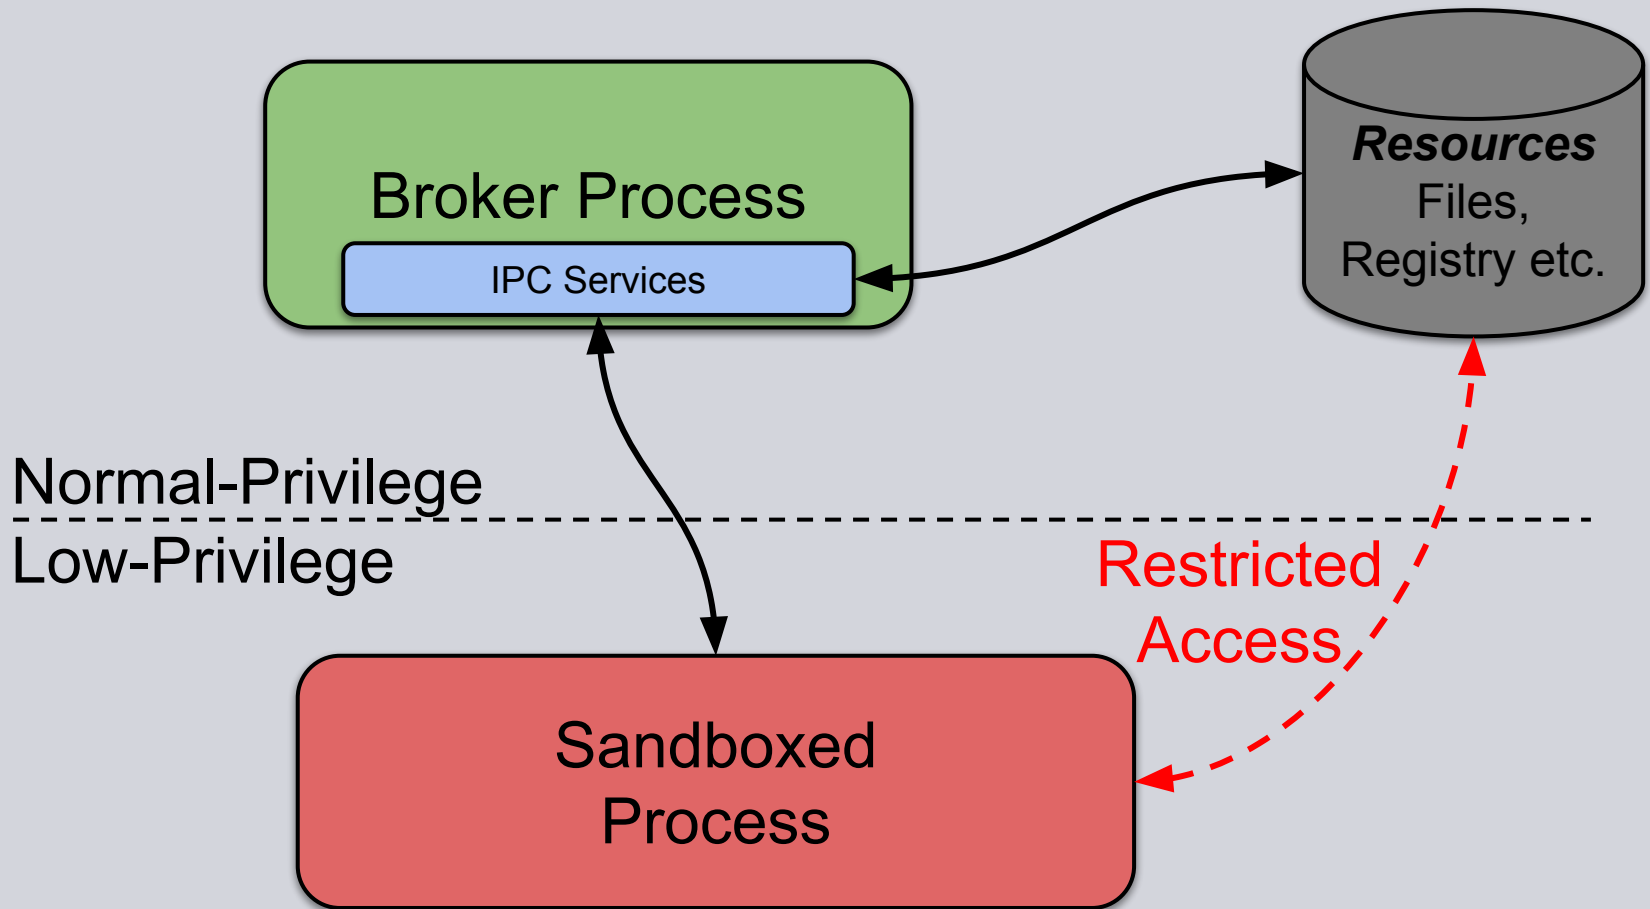 Broker Process
IPC Services
Resources
Files,
Registry etc.
Normal-Privilege
Low-Privilege
Restricted
Access
Sandboxed
Process